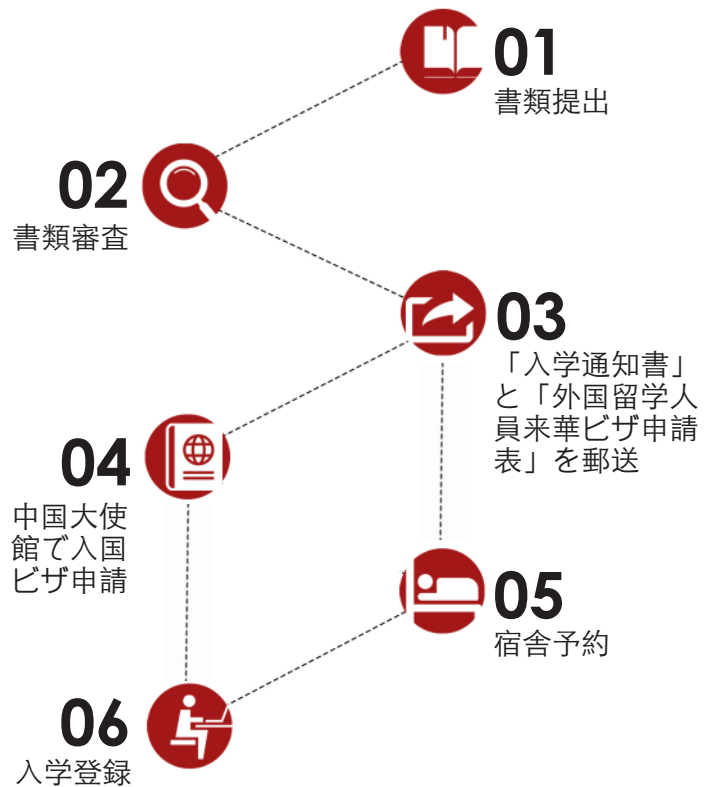 01
書類提出
02
書類審査
03
「入学通知書」
と「外国留学人
員来華ビザ申請
表」を郵送
04
中国大使
館で入国
ビザ申請
05
宿舎予約
06
入学登録